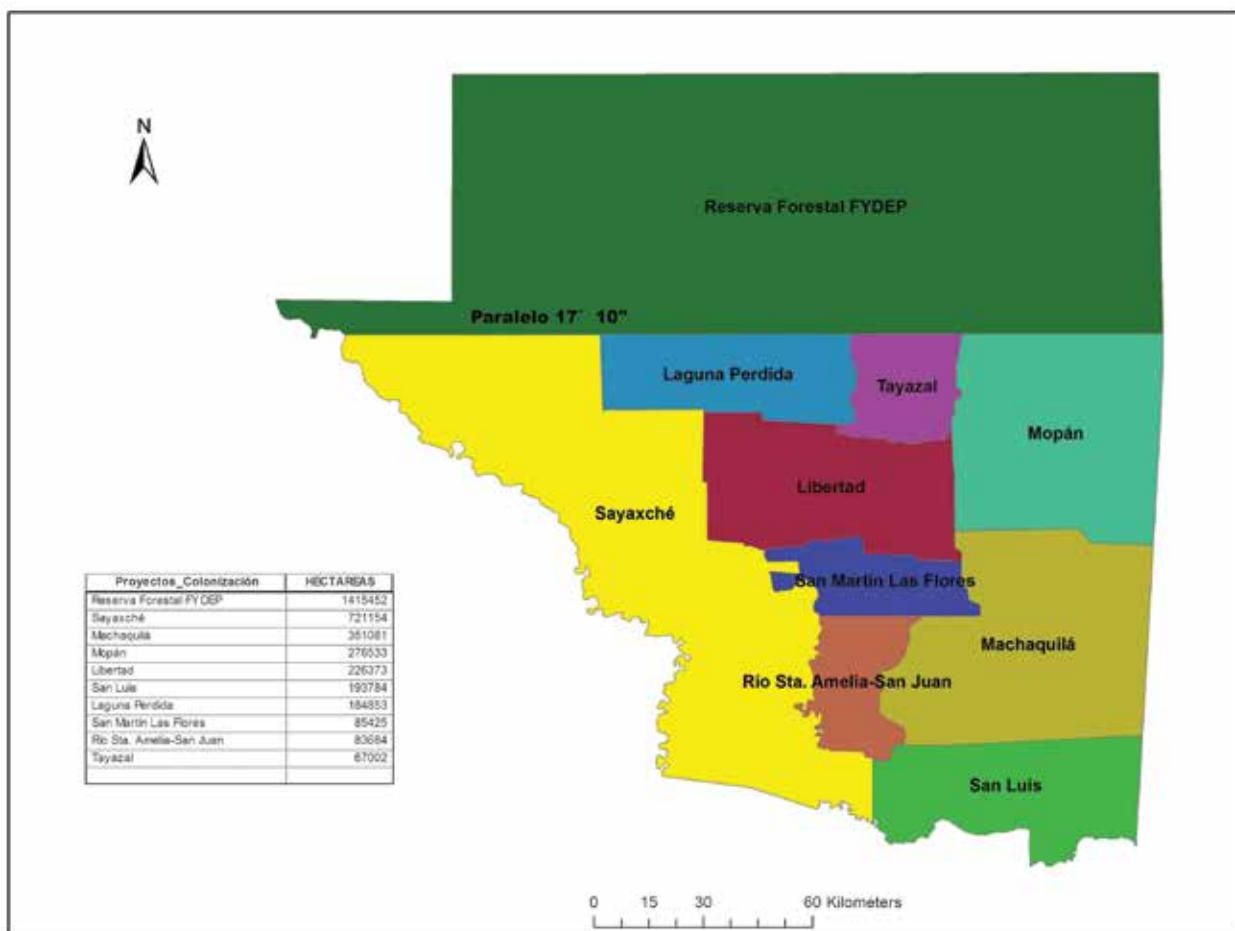 N
Reserva Forestal FYDEP
Paralelo 17´ 10"
Laguna Perdida
Tayazal
Mopán
Libertad
Sayaxché
San Martín Las Flores
Machaquilá
Río Sta. Amelia-San Juan
San Luis
Proyectos_Colonización HECTAREAS
Reserva Forestal FYDEP 1415452
Sayaxché 721154
Machaquilá 351081
Mopán 276533
Libertad 226373
San Luis 193784
Laguna Perdida 184853
San Martín Las Flores 85425
Río Sta. Amelia-San Juan 83684
Tayazal 67002
0 15 30 60 Kilometers